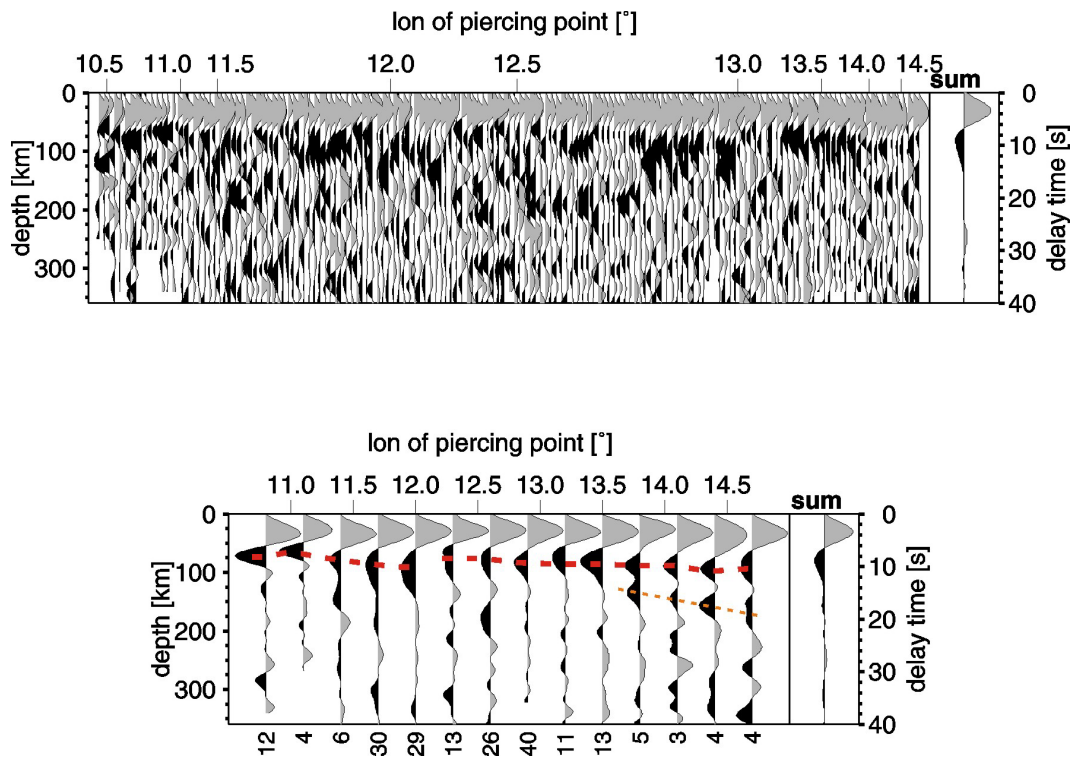 lon of piercing point [°]
10.5 11.0 11.5 12.0 12.5 13.0 13.5 14.0 14.5
sum
0 0
100 10
200 20
300 30
40
depth [km]
delay time [s]
lon of piercing point [°]
11.0 11.5 12.0 12.5 13.0 13.5 14.0 14.5
sum
0 0
100 10
200 20
300 30
40
depth [km]
delay time [s]
12 4 6 30 29 13 26 40 11 13 5 3 4 4